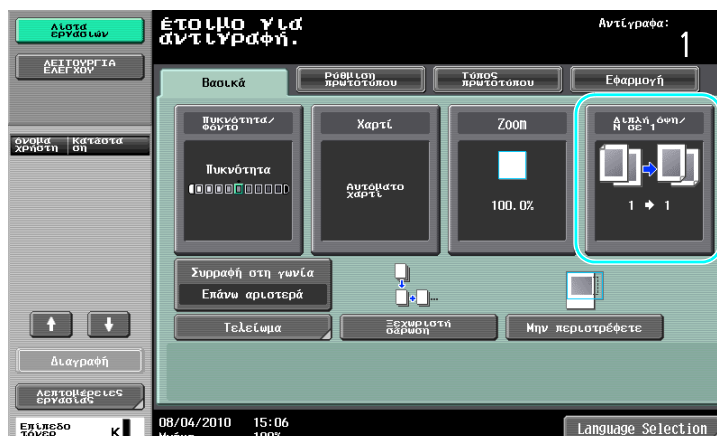 Λίστα
εργασιών
έτοιμο για
αντιγραφή.
Αντίγραφα:
1
ΛΕΙΤΟΥΡΓΙΑ
ΕΛΕΓΧΟΥ
Βασικά
Ρύθμιση
πρωτοτύπου
Τύπος
πρωτοτύπου
Εφαρμογή
όνομα
χρήστη
Κατάστα
ση
Πυκνότητα/
Φόντο
Χαρτί
Zoom
Διπλή όψη/
N σε 1
Πυκνότητα
Αυτόματο
χαρτί
100.0%
1 → 1
Συρραφή στη γωνία
Επάνω αριστερά
Τελείωμα
Ξεχωριστή
σάρωση
Μην περιστρέφετε
Διαγραφή
Λεπτομέρειες
εργασίας
Επίπεδο
τόνερ
K
08/04/2010 15:06
Μνήμη 100%
Language Selection